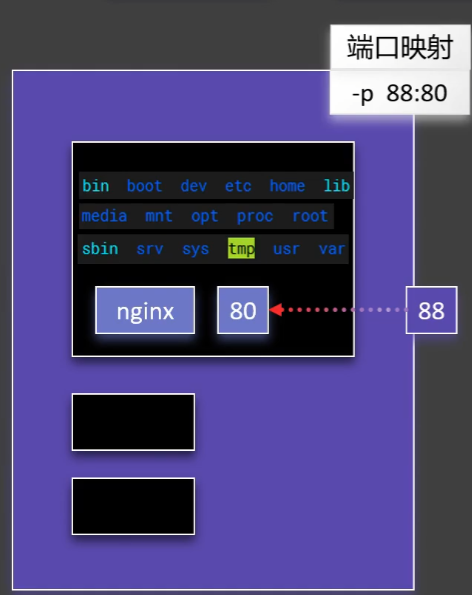 端口映射
-p 88:80
bin boot dev etc home lib
media mnt opt proc root
sbin srv sys tmp usr var
nginx 80 88